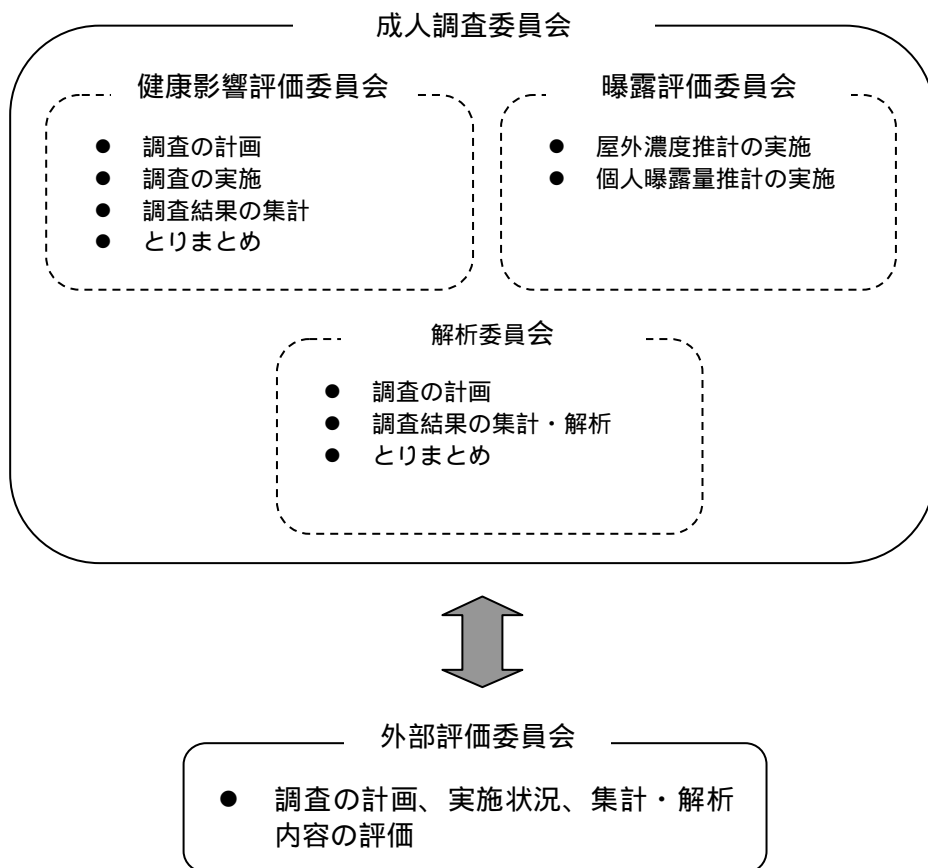 成人調査委員会
健康影響評価委員会
● 調査の計画
● 調査の実施
● 調査結果の集計
● とりまとめ
曝露評価委員会
● 屋外濃度推計の実施
● 個人曝露量推計の実施
解析委員会
● 調査の計画
● 調査結果の集計・解析
● とりまとめ
外部評価委員会
● 調査の計画、実施状況、集計・解析
内容の評価